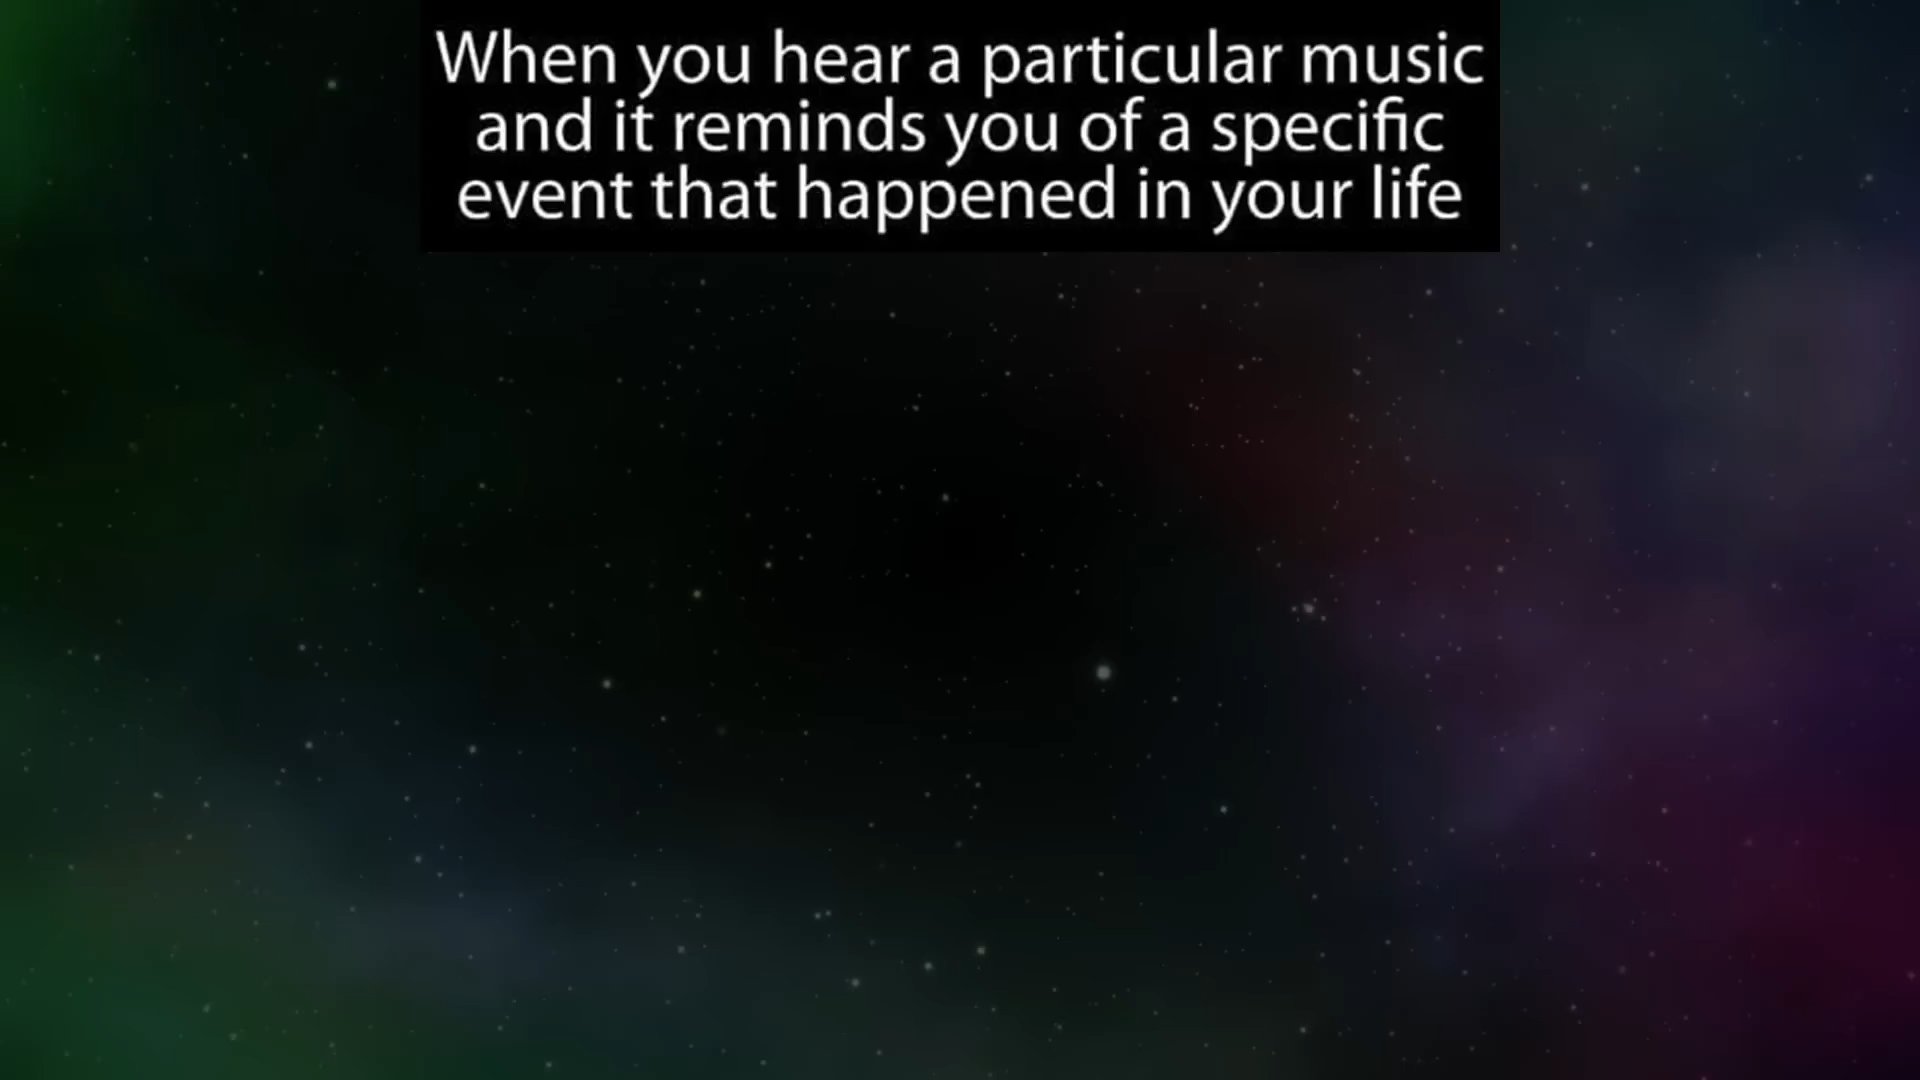 When you hear a particular music
and it reminds you of a specific
event that happened in your life